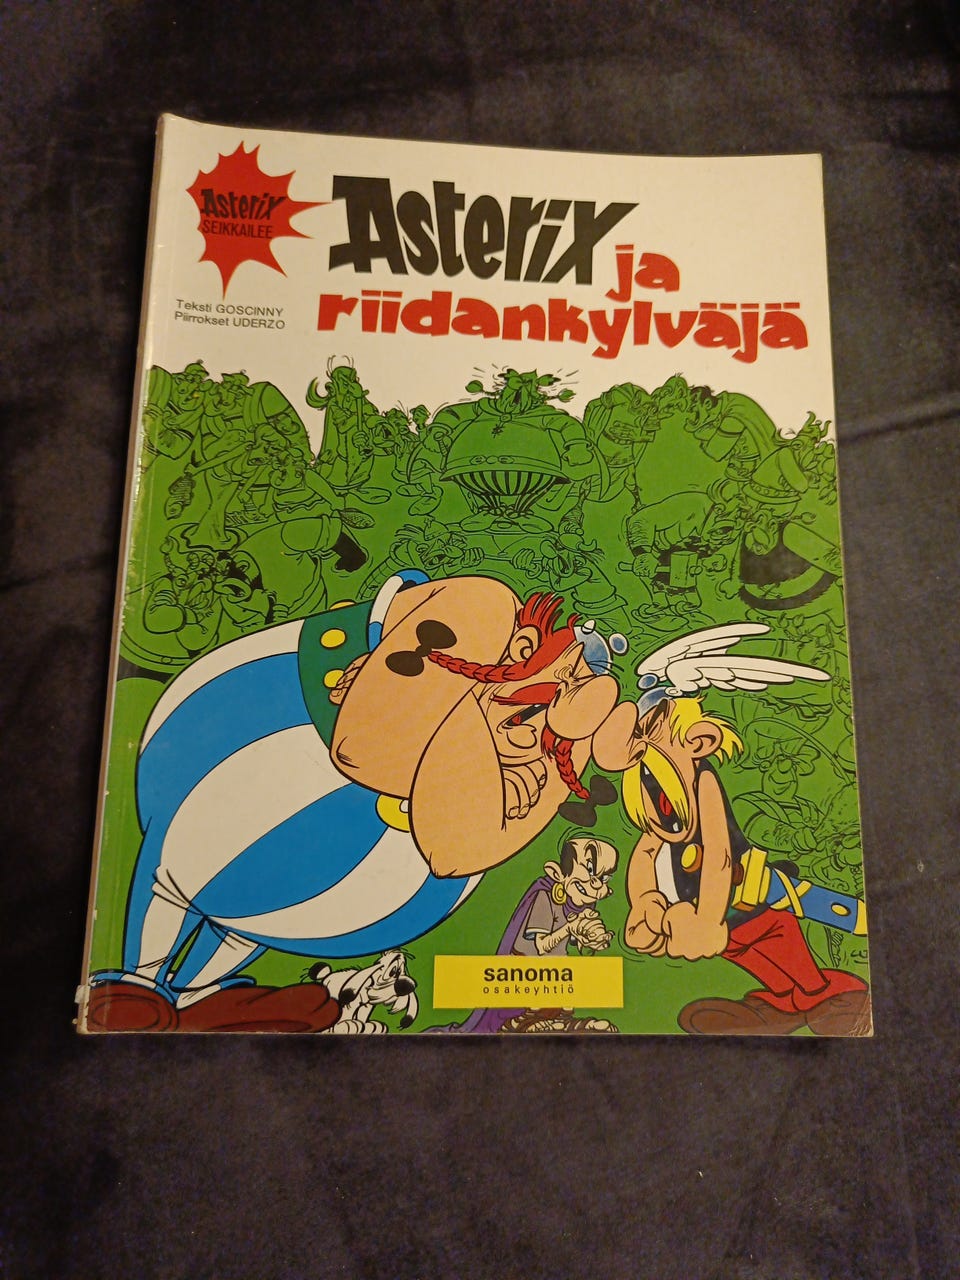 Asterix
SEIKKAILEE
Asterix
ja
riidankylväjä
Teksti GOSCINNY
Piirrokset UDERZO
sanoma
osakeyhtiö